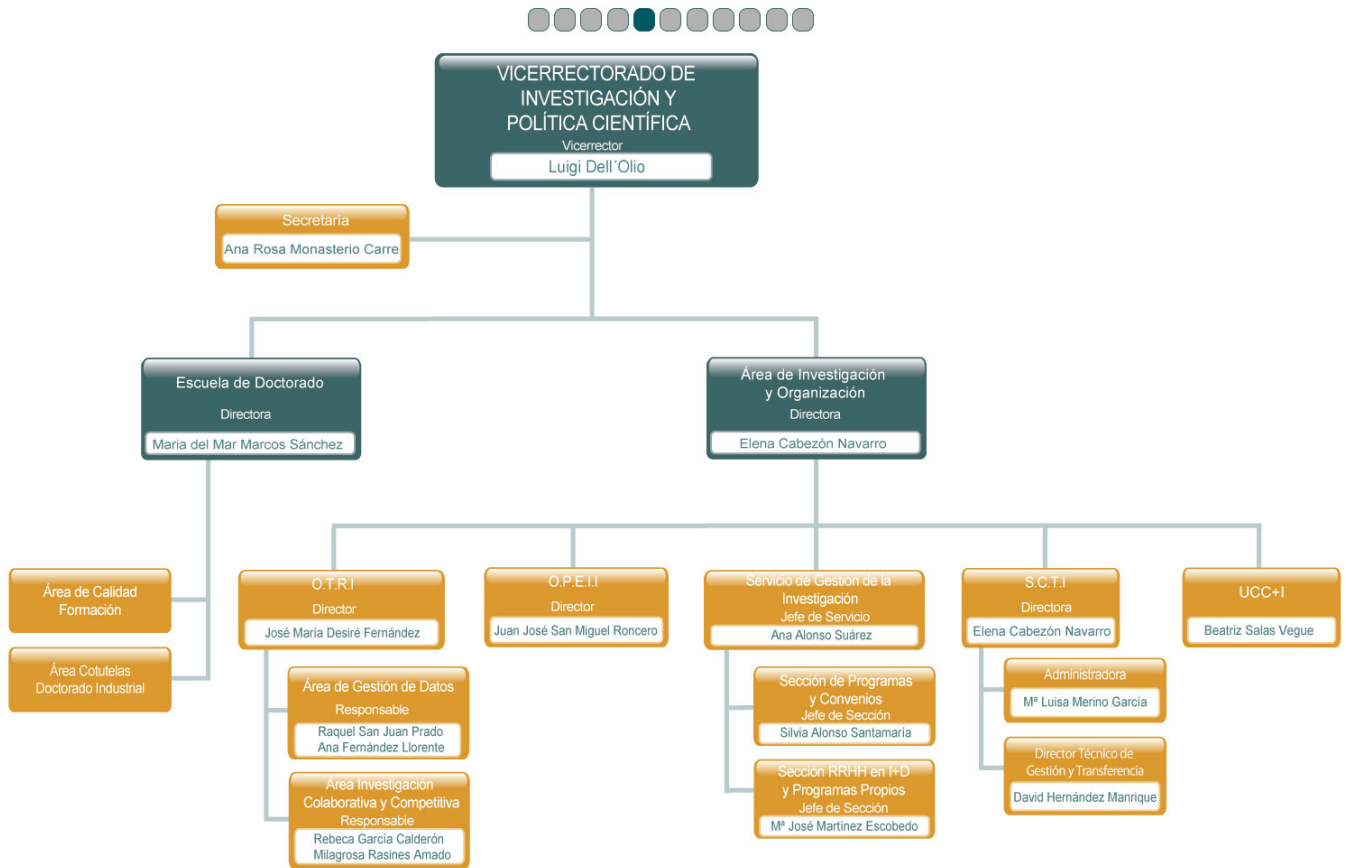 VICERRECTORADO DE
INVESTIGACIÓN Y
POLÍTICA CIENTÍFICA
Vicerrector
Luigi Dell´Olio
Secretaría
Ana Rosa Monasterio Carre
Escuela de Doctorado
Directora
Maria del Mar Marcos Sánchez
Área de Investigación
y Organización
Directora
Elena Cabezón Navarro
Área de Calidad
Formación
Área Cotutelas
Doctorado Industrial
O.T.R.I
Director
José María Desiré Fernández
Área de Gestión de Datos
Responsable
Raquel San Juan Prado
Ana Fernández Llorente
Área Investigación
Colaborativa y Competitiva
Responsable
Rebeca García Calderón
Milagrosa Rasines Amado
O.P.E.I.I
Director
Juan José San Miguel Roncero
Servicio de Gestión de la
Investigación
Jefe de Servicio
Ana Alonso Suárez
Sección de Programas
y Convenios
Jefe de Sección
Silvia Alonso Santamaría
Sección RRHH en I+D
y Programas Propios
Jefe de Sección
Mª José Martínez Escobedo
S.C.T.I
Directora
Elena Cabezón Navarro
Administradora
Mª Luisa Merino García
Director Técnico de
Gestión y Transferencia
David Hernández Manrique
UCC+I
Beatriz Salas Vegue